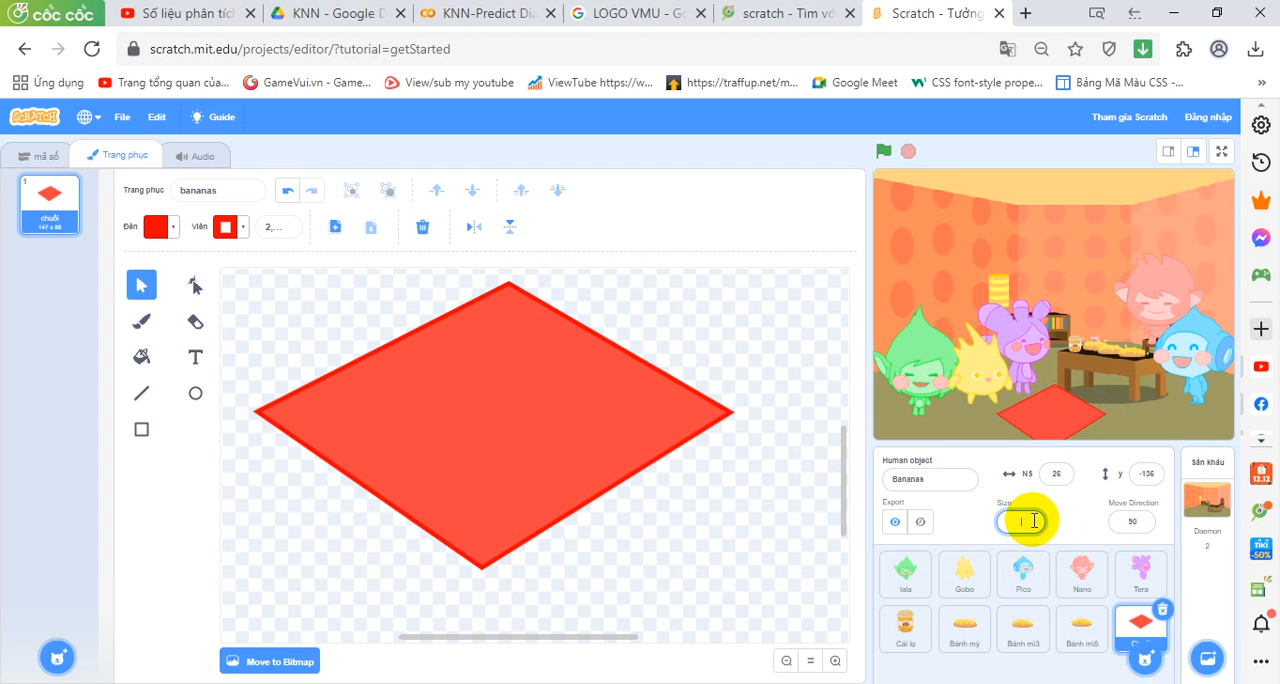 cốc cốc
Số liệu phân tích
KNN - Google D
KNN-Predict Dia
LOGO VMU - Go
scratch - Tìm vớ
Scratch - Tưởng
scratch.mit.edu/projects/editor/?tutorial=getStarted
Ứng dụng
Trang tổng quan của...
GameVui.vn - Game...
View/sub my youtube
ViewTube https://w...
https://traffup.net/m...
Google Meet
CSS font-style prope...
Bảng Mã Màu CSS -...
»
SCRATCH
File
Edit
Guide
Tham gia Scratch
Đăng nhập
mã số
Trang phục
Audio
1
chuối
147 x 88
Trang phục
bananas
Đến
Viền
2,...
T
Move to Bitmap
Human object
Bananas
NS
26
y
-136
Export
Size
Move Direction
90
lala
Gobo
Pico
Nano
Tera
Cái lọ
Bánh mỳ
Bánh mì3
Bánh mì5
Sân khấu
Daemon
2
12.12
TIKI
-50%